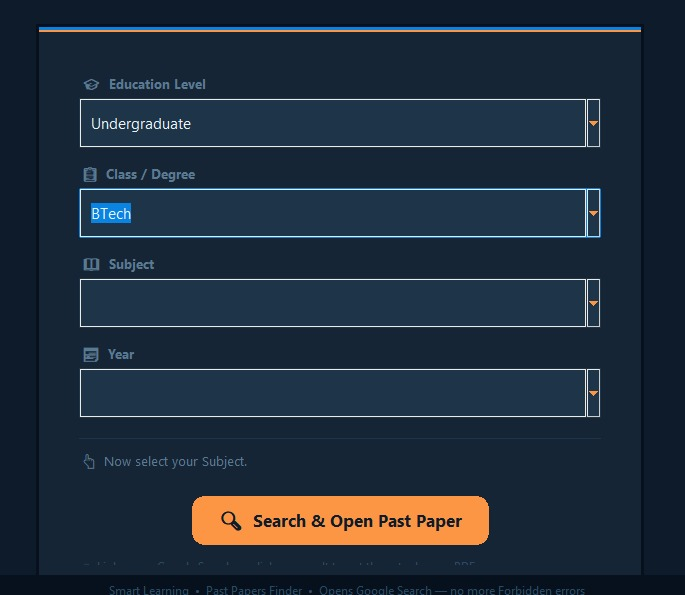 Education Level
Undergraduate
Class / Degree
BTech
Subject
Year
Now select your Subject.
Search & Open Past Paper
Smart Learning • Past Papers Finder • Opens Google Search — no more Forbidden errors